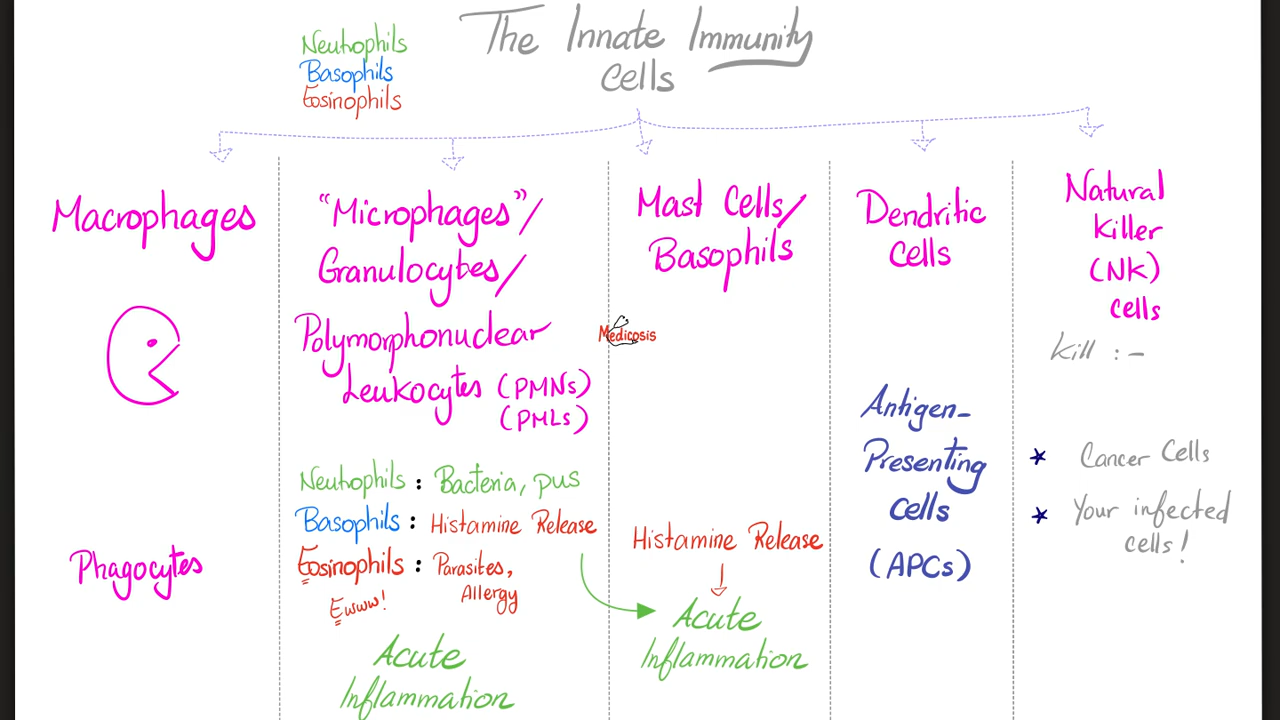 The Innate Immunity
Cells
Neutrophils
Basophils
Eosinophils
Macrophages
Phagocytes
"Microphages"/
Granulocytes/
Polymorphonuclear
Leukocytes (PMNs)
(PMLs)
Neutrophils : Bacteria, pus
Basophils : Histamine Release
Eosinophils : Parasites,
Allergy
Ewww!
Acute
Inflammation
Mast Cells/
Basophils
Medicosis
Histamine Release
Acute
Inflammation
Dendritic
Cells
Antigen-
Presenting
Cells
(APCs)
Natural
Killer
(NK)
Cells
Kill :-
* Cancer Cells
* Your infected
cells!